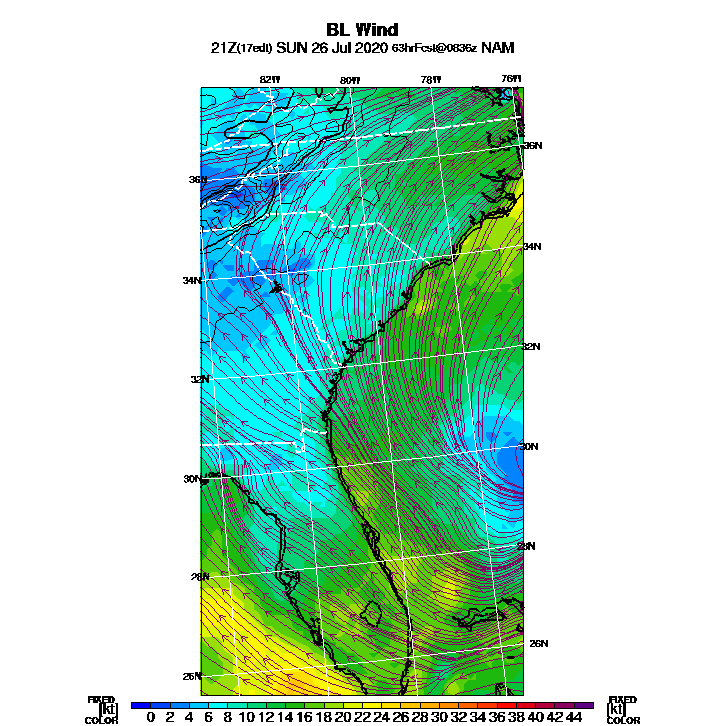 BL Wind
21Z(17edt) SUN 26 Jul 2020 63hrFcst@0836z NAM
82W 80W 78W 76W
36N
36N
34N
34N
32N
32N
30N
30N
28N
28N
26N
26N
FIXED FIXED
[kt] 0 2 4 6 8 10 12 14 16 18 20 22 24 26 28 30 32 34 36 38 40 42 44 [kt]
COLOR COLOR